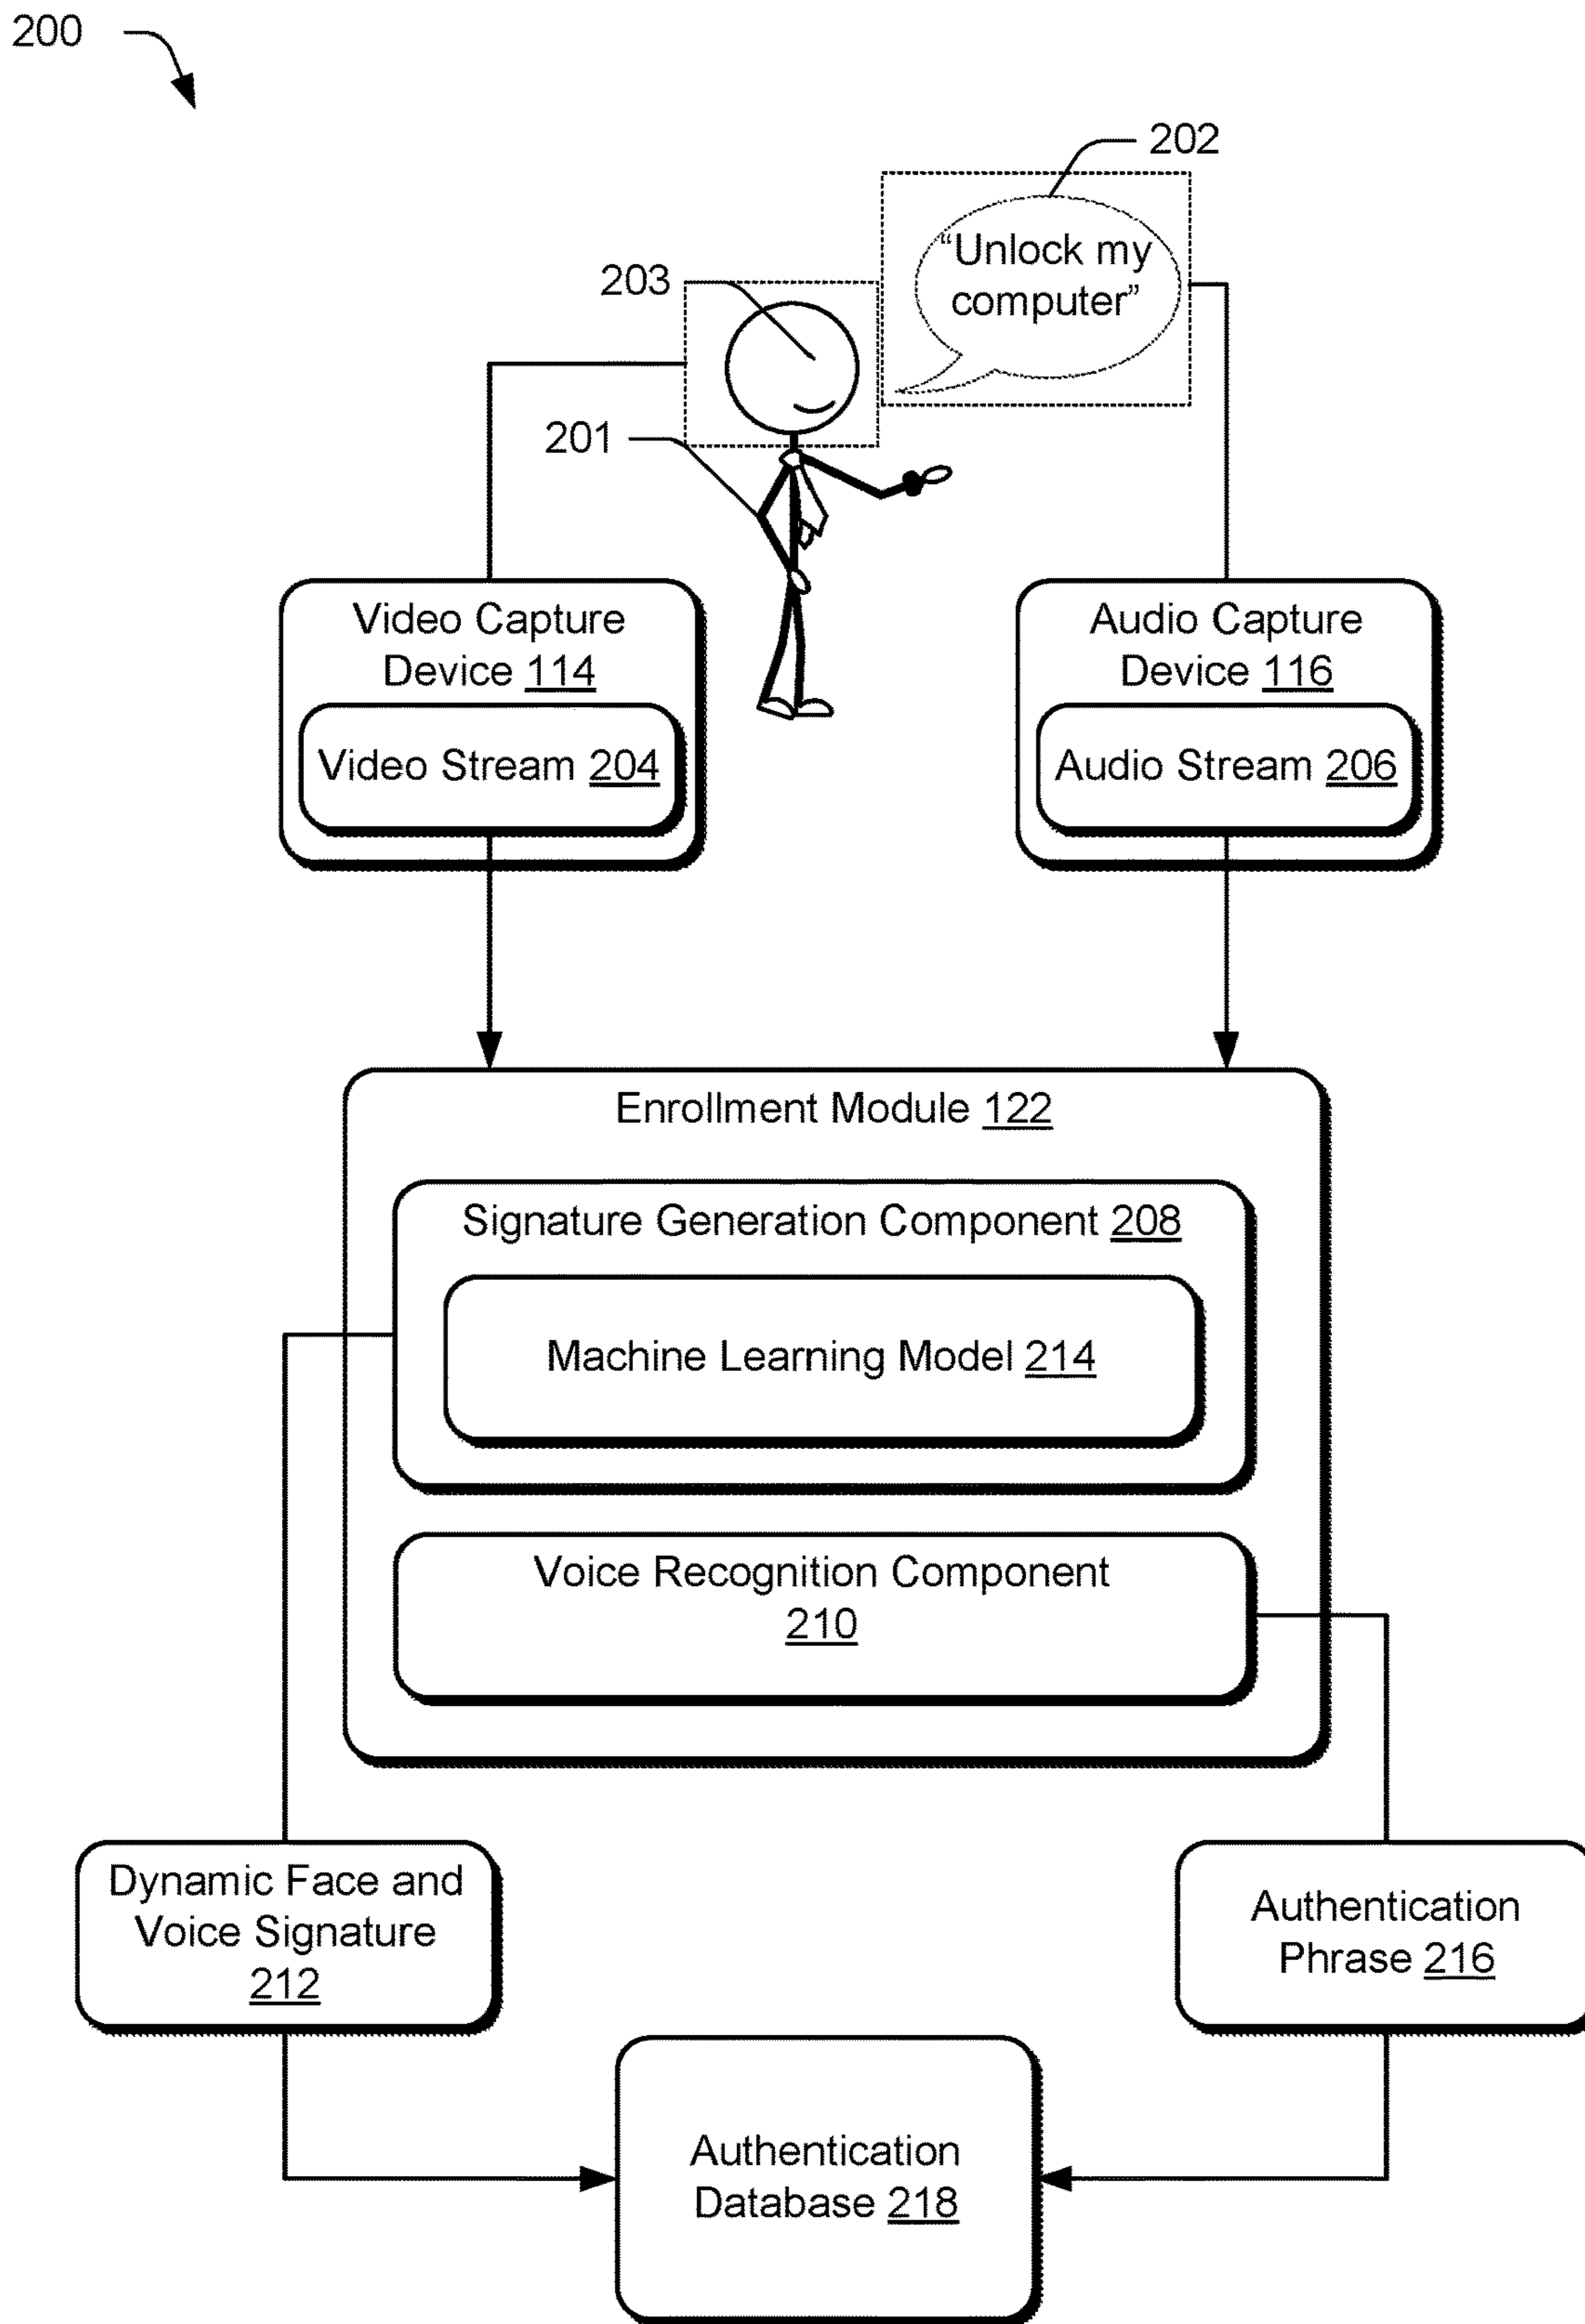 200
202
“Unlock my
computer”
203
201
Video Capture
Device 114
Video Stream 204
Audio Capture
Device 116
Audio Stream 206
Enrollment Module 122
Signature Generation Component 208
Machine Learning Model 214
Voice Recognition Component
210
Dynamic Face and
Voice Signature
212
Authentication
Phrase 216
Authentication
Database 218